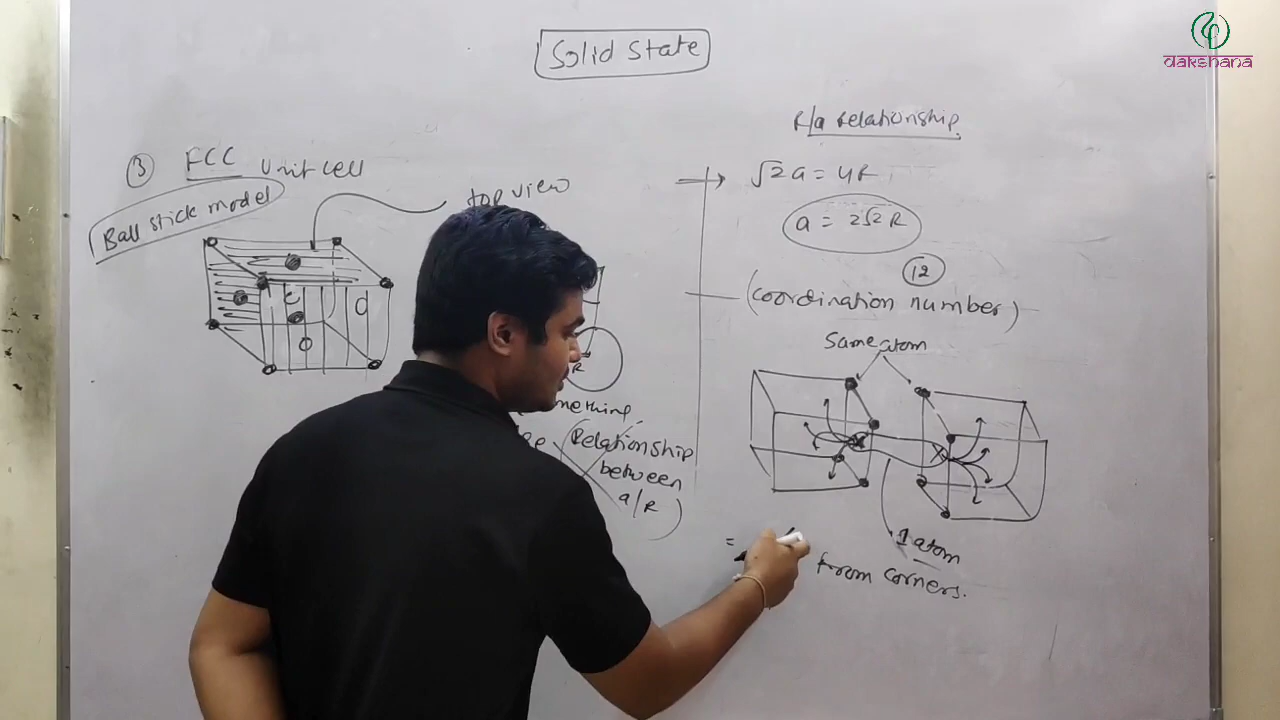 Solid State
dakshana
③ FCC Unit cell
Ball stick model
top view
R/a relationship
→ √2a = 4R
a = 2√2 R
⑫
(coordination number)
Same atom
R
(Relationship
between
a/R)
1 atom
=
from corners.